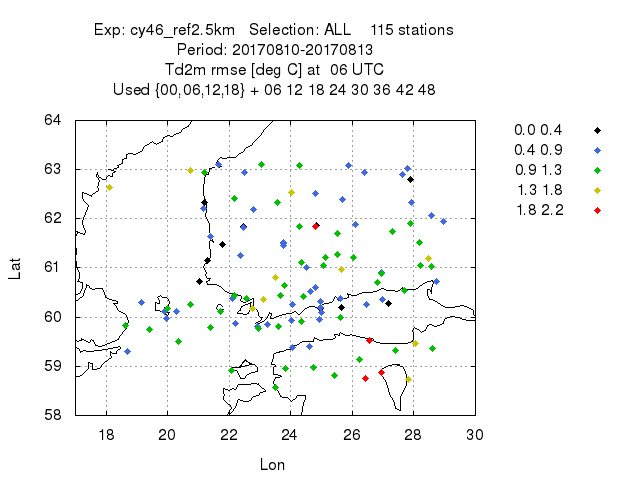 Exp: cy46_ref2.5km Selection: ALL 115 stations
Period: 20170810-20170813
Td2m rmse [deg C] at 06 UTC
Used {00,06,12,18} + 06 12 18 24 30 36 42 48
64
63
62
61
60
59
58
Lat
18 20 22 24 26 28 30
Lon
0.0 0.4
0.4 0.9
0.9 1.3
1.3 1.8
1.8 2.2